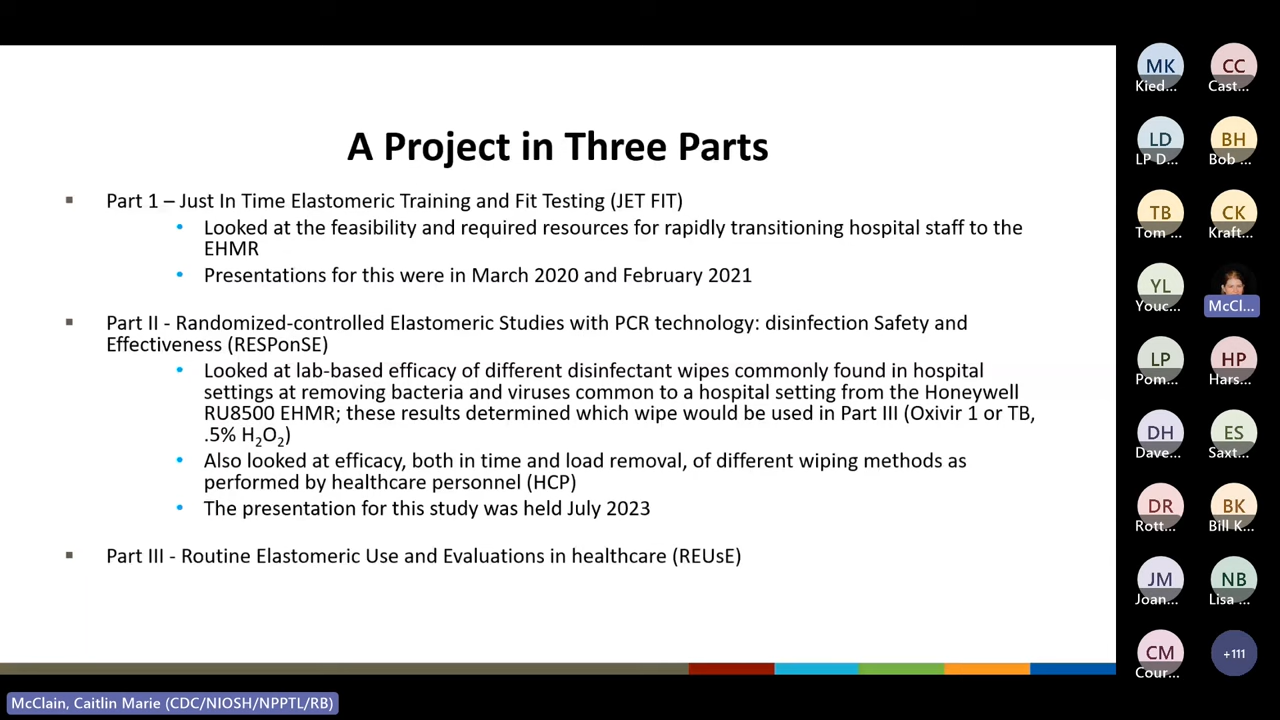 A Project in Three Parts
Part 1 – Just In Time Elastomeric Training and Fit Testing (JET FIT)
Looked at the feasibility and required resources for rapidly transitioning hospital staff to the
EHMR
Presentations for this were in March 2020 and February 2021
Part II - Randomized-controlled Elastomeric Studies with PCR technology: disinfection Safety and
Effectiveness (RESPonSE)
Looked at lab-based efficacy of different disinfectant wipes commonly found in hospital
settings at removing bacteria and viruses common to a hospital setting from the Honeywell
RU8500 EHMR; these results determined which wipe would be used in Part III (Oxivir 1 or TB,
.5% H₂O₂)
Also looked at efficacy, both in time and load removal, of different wiping methods as
performed by healthcare personnel (HCP)
The presentation for this study was held July 2023
Part III - Routine Elastomeric Use and Evaluations in healthcare (REUsE)
MK CC
Kied... Cast...
LD BH
LP D... Bob ...
TB CK
Tom ... Kraft...
YL
Youc... McCl...
LP HP
Pom... Hars...
DH ES
Dave... Saxt...
DR BK
Rott... Bill K...
JM NB
Joan... Lisa ...
CM +111
Cour...
McClain, Caitlin Marie (CDC/NIOSH/NPPTL/RB)